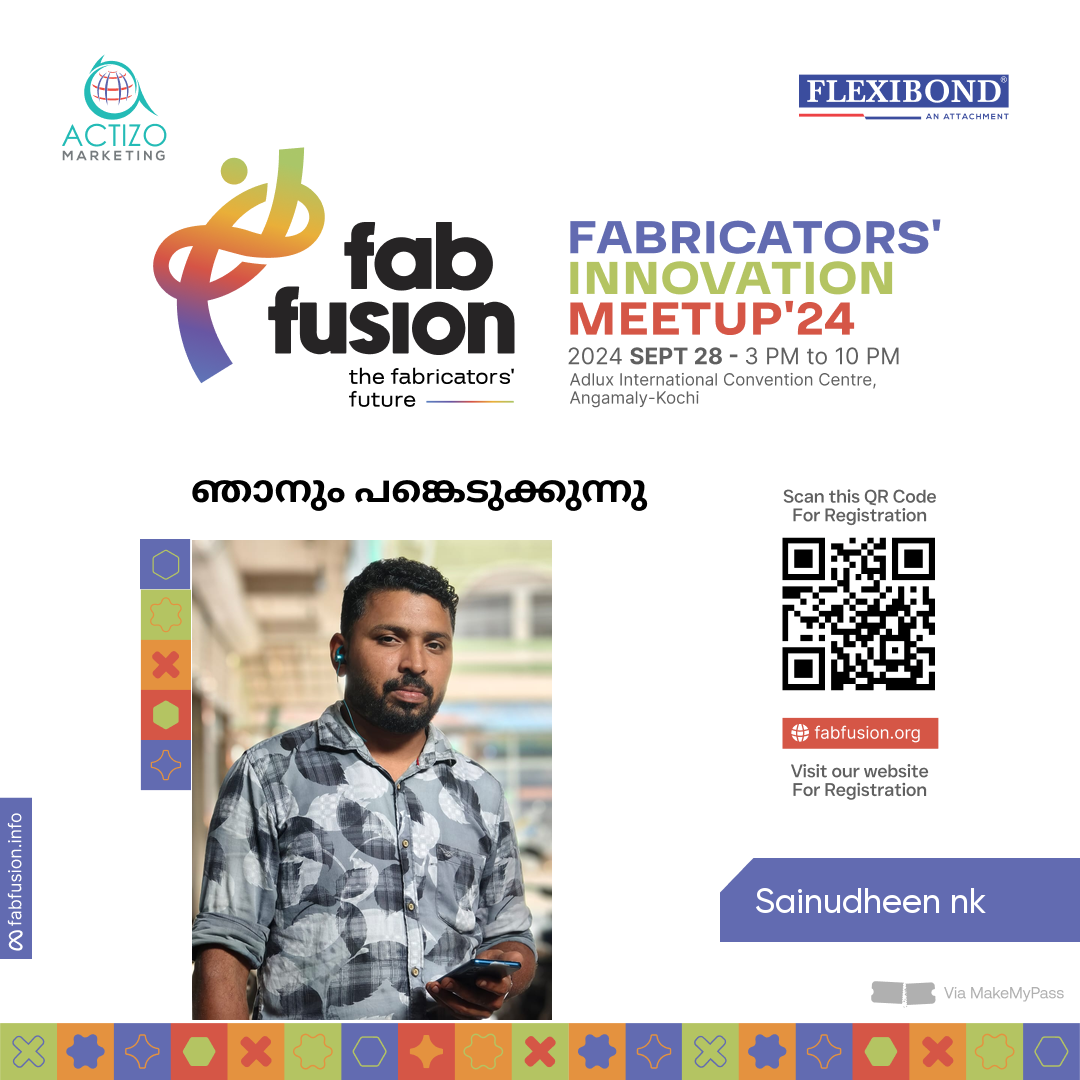 ACTIZO
MARKETING
FLEXIBOND®
AN ATTACHMENT
fab
fusion
the fabricators'
future
FABRICATORS'
INNOVATION
MEETUP'24
2024 SEPT 28 - 3 PM to 10 PM
Adlux International Convention Centre,
Angamaly-Kochi
ഞാനും പങ്കെടുക്കുന്നു
Scan this QR Code
For Registration
fabfusion.org
Visit our website
For Registration
fabfusion.info
Sainudheen nk
Via MakeMyPass